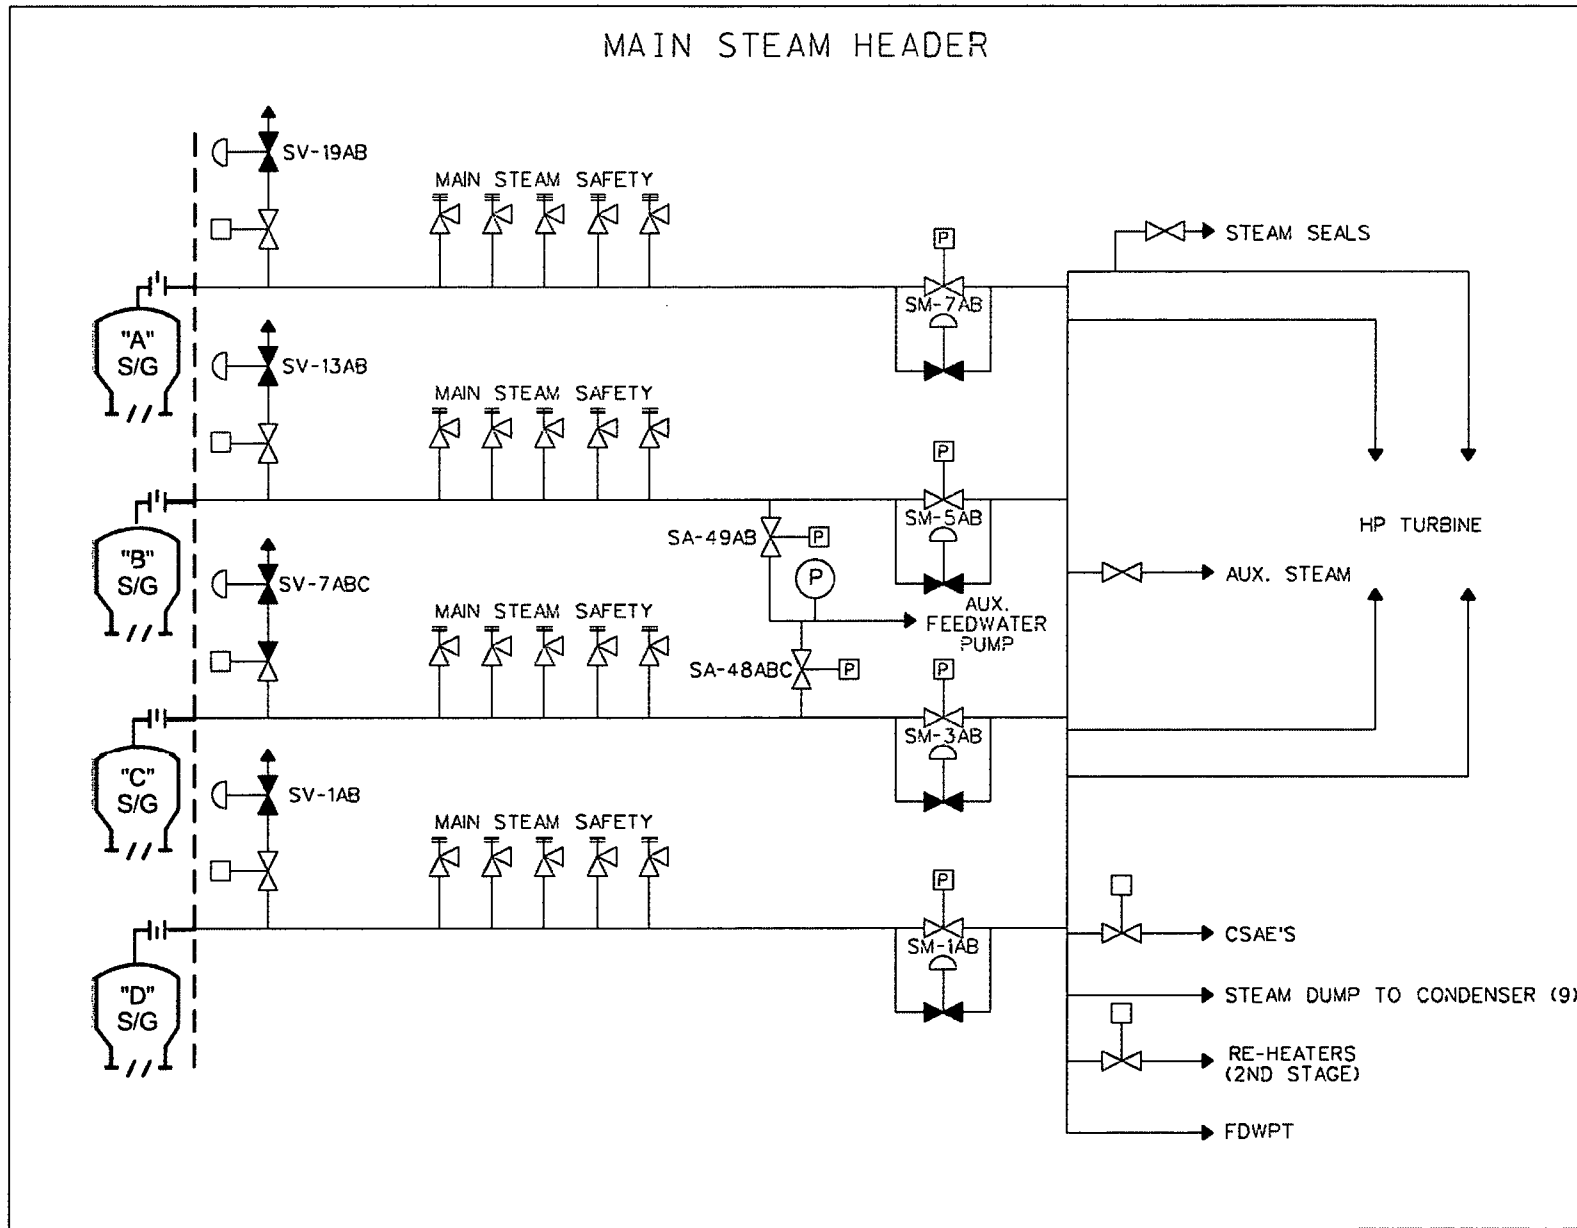 MAIN STEAM HEADER
SV-19AB
MAIN STEAM SAFETY
P
STEAM SEALS
SM-7AB
"A"
S/G
SV-13AB
MAIN STEAM SAFETY
P
SM-5AB
HP TURBINE
SA-49AB
P
P
"B"
S/G
SV-7ABC
AUX. STEAM
MAIN STEAM SAFETY
AUX.
FEEDWATER
PUMP
SA-48ABC
P
P
SM-3AB
"C"
S/G
SV-1AB
MAIN STEAM SAFETY
P
CSAE'S
SM-1AB
"D"
S/G
STEAM DUMP TO CONDENSER (9)
RE-HEATERS
(2ND STAGE)
FDWPT